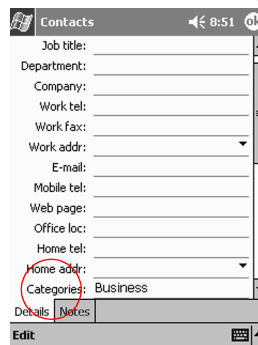 Contacts 8:51 ok
Job title:
Department:
Company:
Work tel:
Work fax:
Work addr:
E-mail:
Mobile tel:
Web page:
Office loc:
Home tel:
Home addr:
Categories: Business
Details Notes
Edit